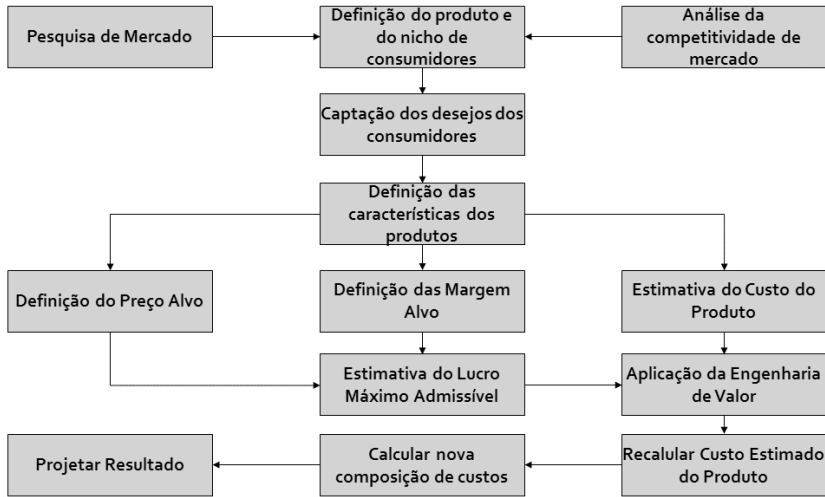 Pesquisa de Mercado
Definição do produto e
do nicho de
consumidores
Análise da
competitividade de
mercado
Captação dos desejos dos
consumidores
Definição das
características dos
produtos
Definição do Preço Alvo
Definição das Margem
Alvo
Estimativa do Custo do
Produto
Estimativa do Lucro
Máximo Admissível
Aplicação da Engenharia
de Valor
Projetar Resultado
Calcular nova
composição de custos
Recalular Custo Estimado
do Produto